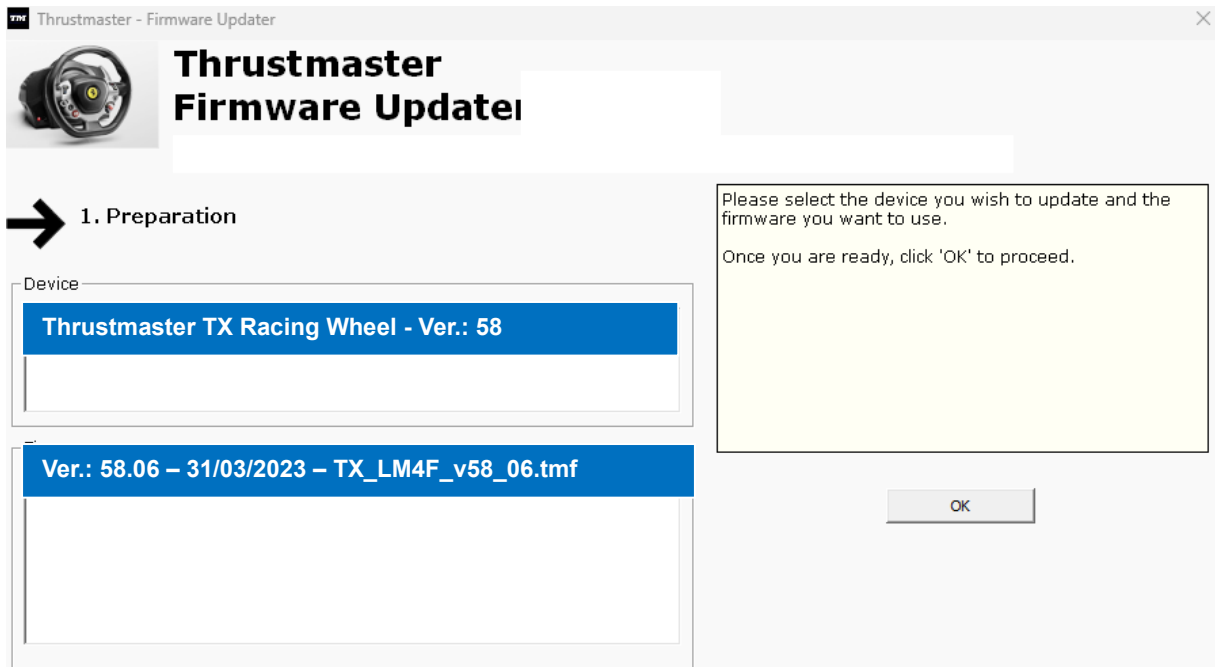 Thrustmaster - Firmware Updater
Thrustmaster
Firmware Updater
1. Preparation
Please select the device you wish to update and the
firmware you want to use.
Once you are ready, click 'OK' to proceed.
Device
Thrustmaster TX Racing Wheel - Ver.: 58
Ver.: 58.06 – 31/03/2023 – TX_LM4F_v58_06.tmf
OK